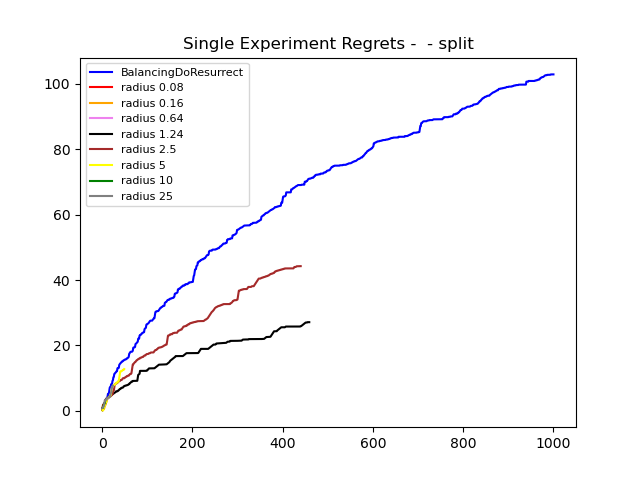 Single Experiment Regrets -  - split
BalancingDoResurrect
radius 0.08
radius 0.16
radius 0.64
radius 1.24
radius 2.5
radius 5
radius 10
radius 25
100
80
60
40
20
0
0 200 400 600 800 1000